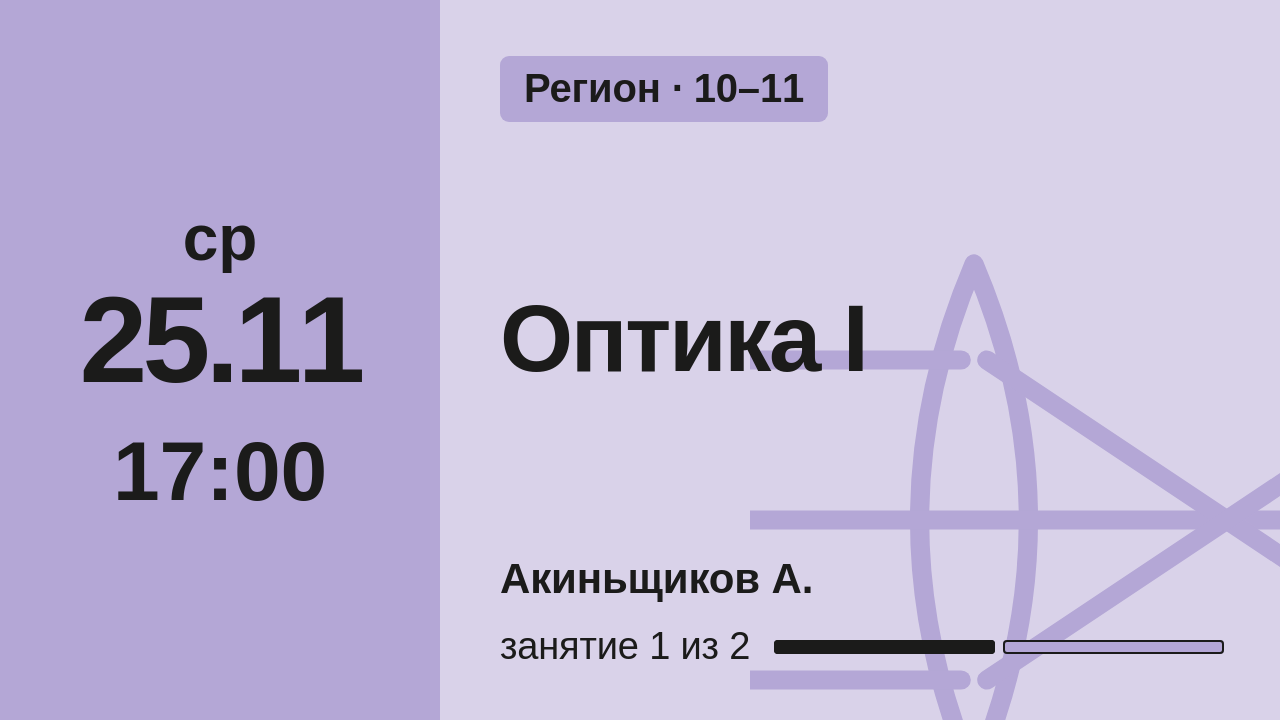 ср
25.11
17:00
Регион · 10–11
Оптика I
Акиньщиков А.
занятие 1 из 2